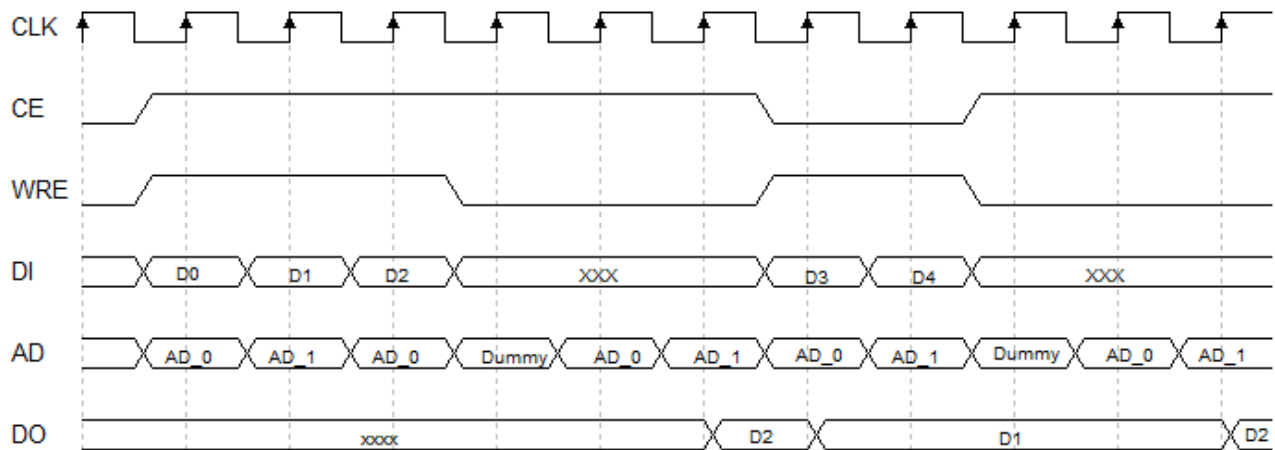 CLK
CE
WRE
DI D0 D1 D2 XXX D3 D4 XXX
AD AD_0 AD_1 AD_0 Dummy AD_0 AD_1 AD_0 AD_1 Dummy AD_0 AD_1
DO xxxx D2 D1 D2